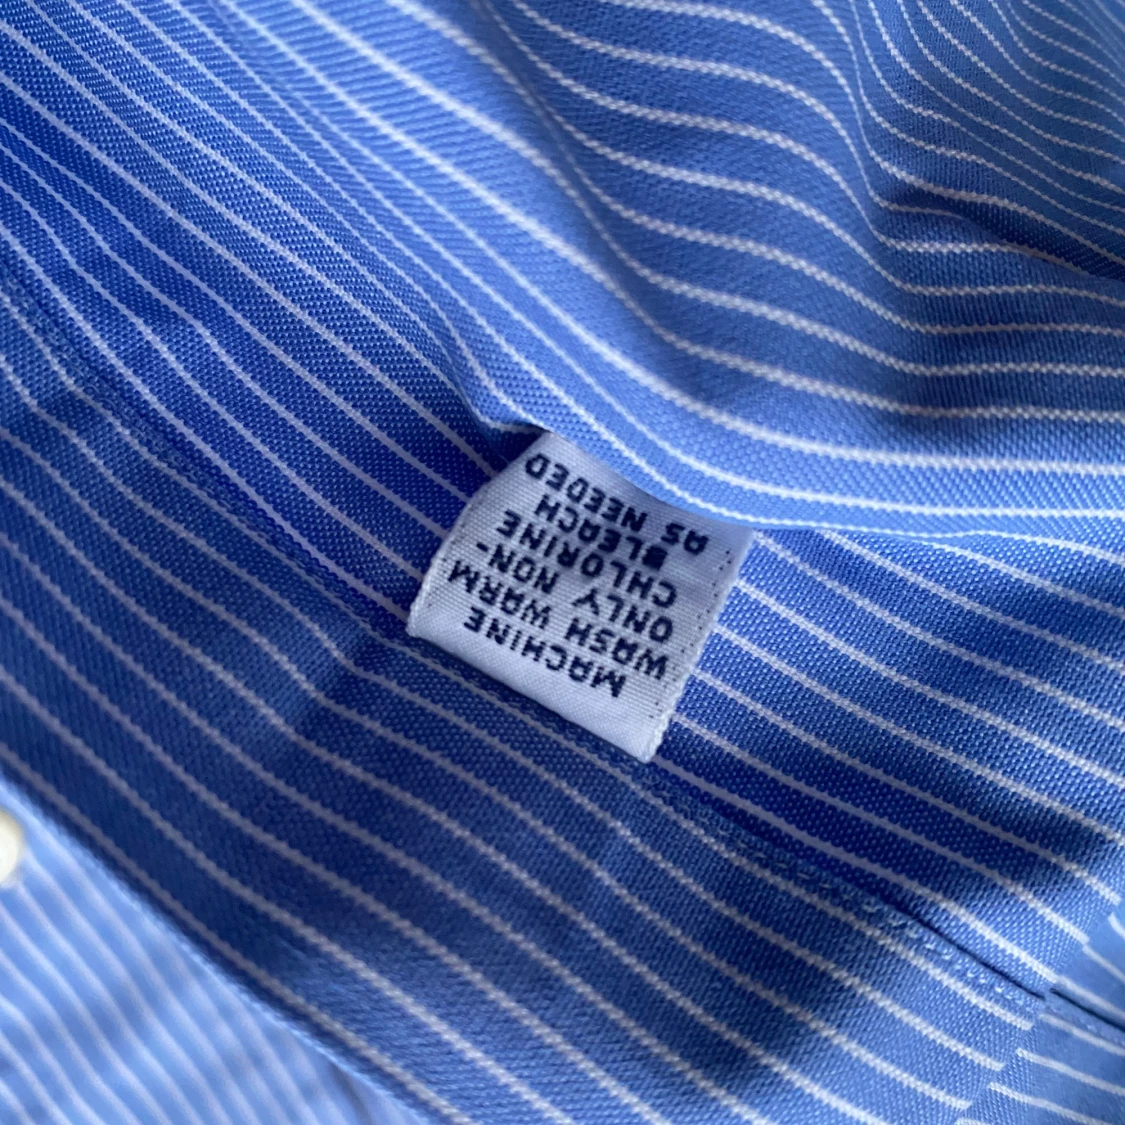 MACHINE
WASH WARM
ONLY NON-
CHLORINE
BLEACH
AS NEEDED